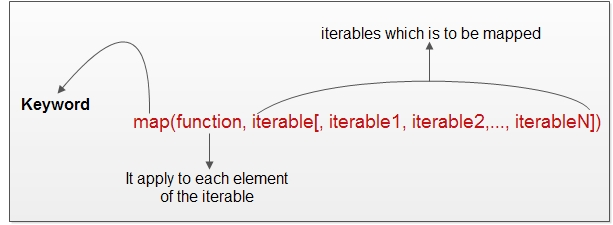 iterables which is to be mapped
Keyword
map(function, iterable[, iterable1, iterable2,..., iterableN])
It apply to each element
of the iterable